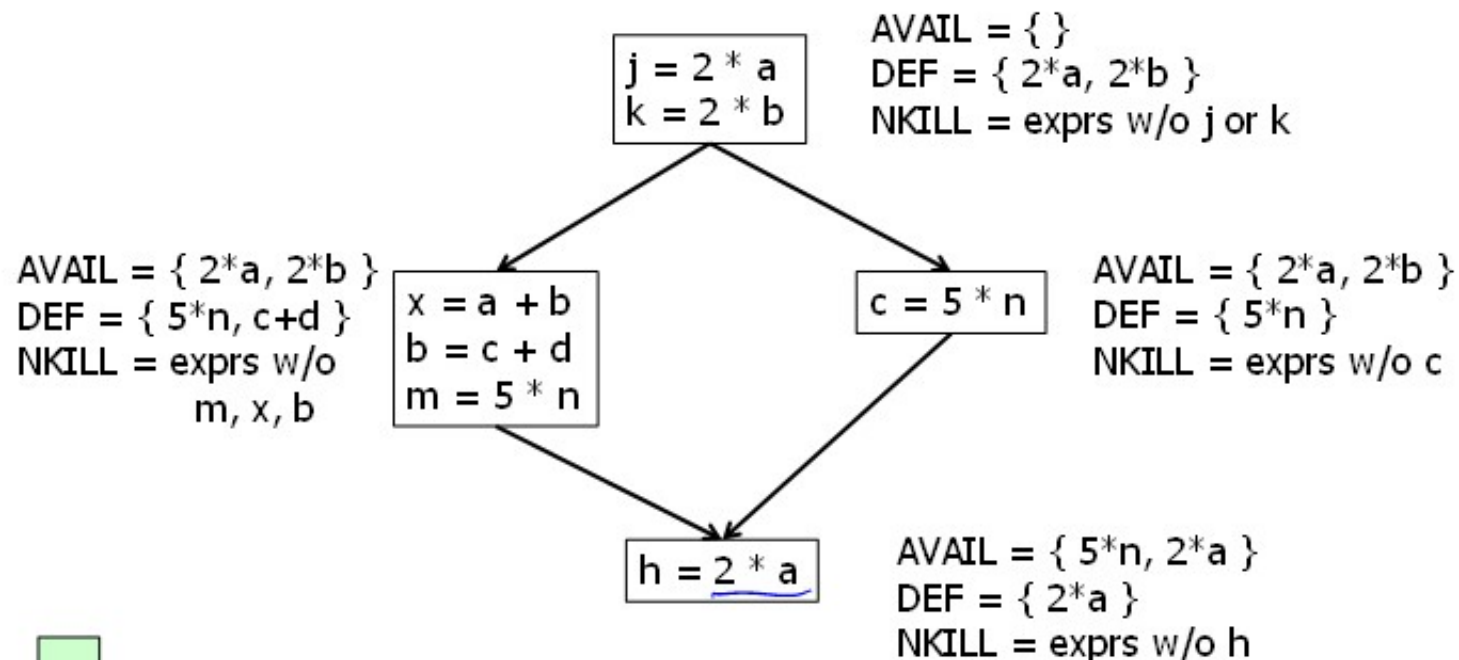 j = 2 * a
k = 2 * b
AVAIL = { }
DEF = { 2*a, 2*b }
NKILL = exprs w/o j or k
AVAIL = { 2*a, 2*b }
DEF = { 5*n, c+d }
NKILL = exprs w/o
m, x, b
x = a + b
b = c + d
m = 5 * n
c = 5 * n
AVAIL = { 2*a, 2*b }
DEF = { 5*n }
NKILL = exprs w/o c
h = 2 * a
AVAIL = { 5*n, 2*a }
DEF = { 2*a }
NKILL = exprs w/o h